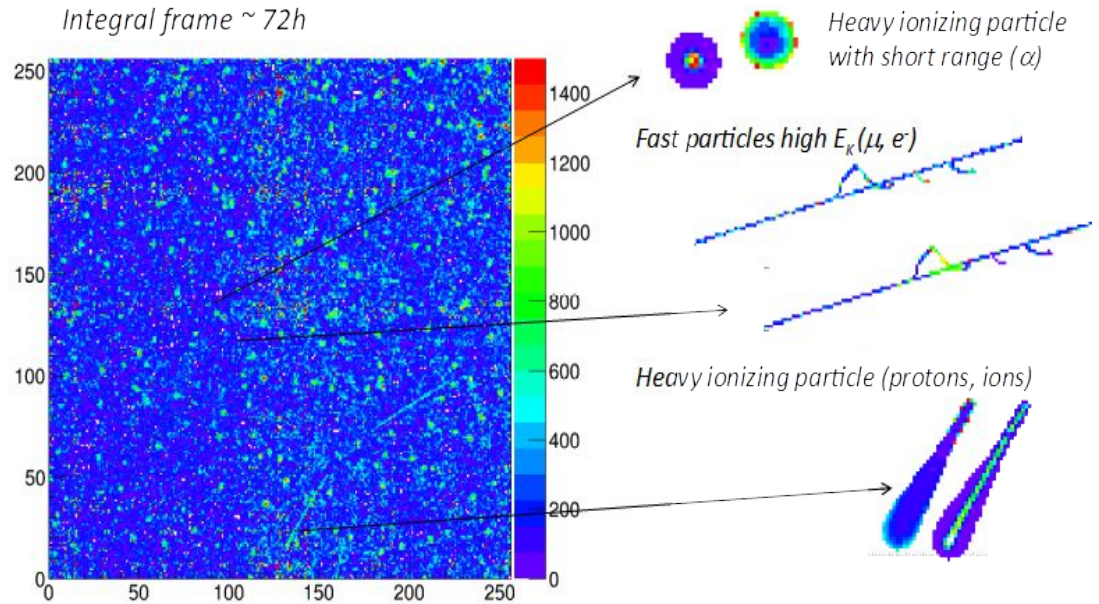 Integral frame ~ 72h
Heavy ionizing particle
with short range (α)
Fast particles high Eₖ(μ, e⁻)
Heavy ionizing particle (protons, ions)
250
200
150
100
50
0
0 50 100 150 200 250
1400
1200
1000
800
600
400
200
0